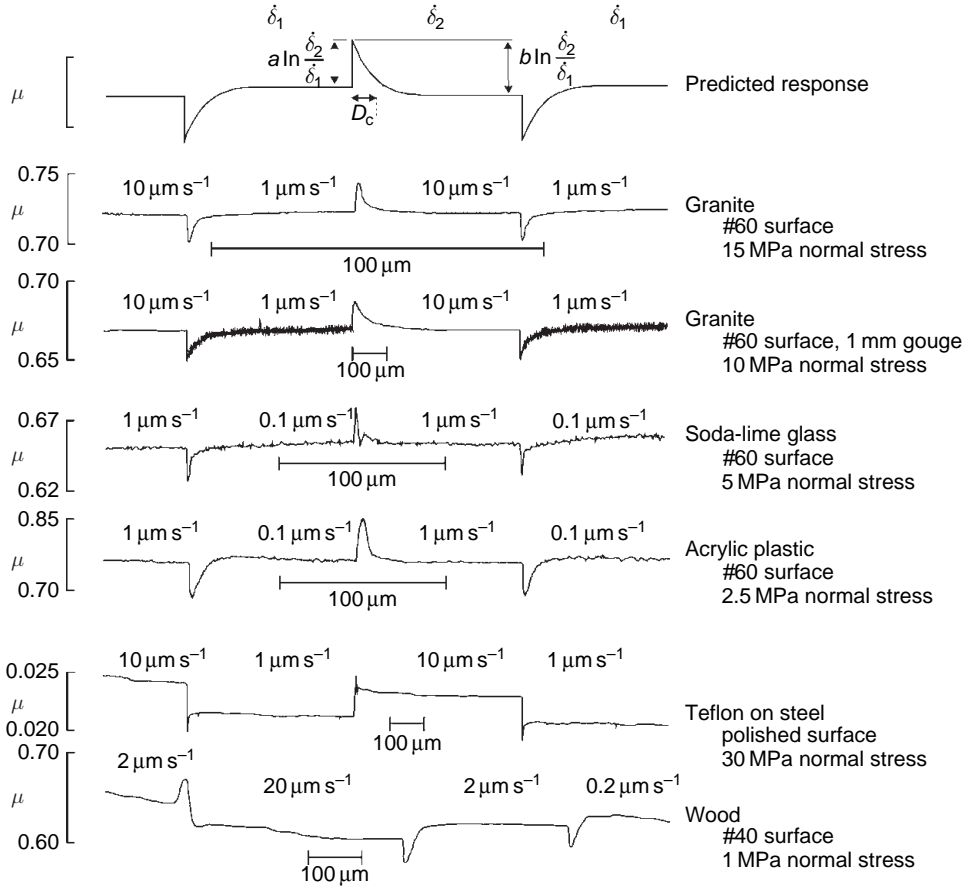 δ̇₁ δ̇₂ δ̇₁
a ln δ̇₂/δ̇₁ b ln δ̇₂/δ̇₁
μ Predicted response
D_c
0.75
10 μm s⁻¹ 1 μm s⁻¹ 10 μm s⁻¹ 1 μm s⁻¹
μ
0.70
Granite
#60 surface
15 MPa normal stress
100 μm
0.70
10 μm s⁻¹ 1 μm s⁻¹ 10 μm s⁻¹ 1 μm s⁻¹
μ
0.65
Granite
#60 surface, 1 mm gouge
10 MPa normal stress
100 μm
0.67
1 μm s⁻¹ 0.1 μm s⁻¹ 1 μm s⁻¹ 0.1 μm s⁻¹
μ
0.62
Soda-lime glass
#60 surface
5 MPa normal stress
100 μm
0.85
1 μm s⁻¹ 0.1 μm s⁻¹ 1 μm s⁻¹ 0.1 μm s⁻¹
μ
0.70
Acrylic plastic
#60 surface
2.5 MPa normal stress
100 μm
0.025
10 μm s⁻¹ 1 μm s⁻¹ 10 μm s⁻¹ 1 μm s⁻¹
μ
0.020
Teflon on steel
polished surface
30 MPa normal stress
100 μm
0.70
2 μm s⁻¹ 20 μm s⁻¹ 2 μm s⁻¹ 0.2 μm s⁻¹
μ
0.60
Wood
#40 surface
1 MPa normal stress
100 μm